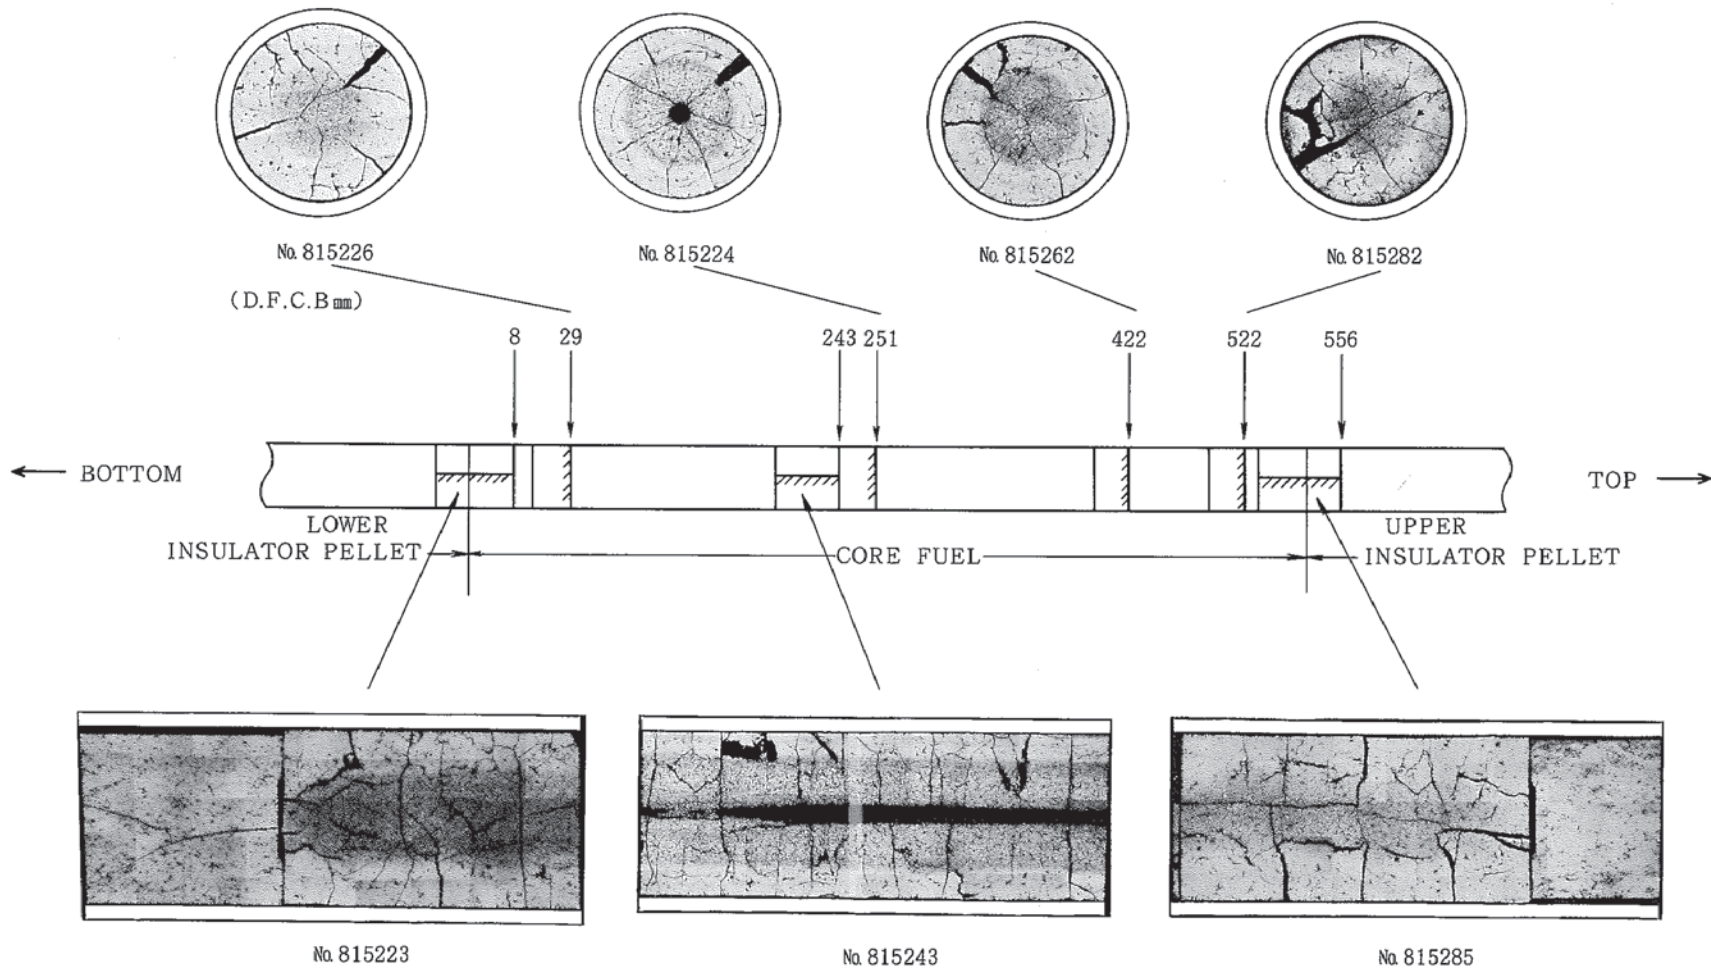 № 815226
№ 815224
№ 815262
№ 815282
(D.F.C.B mm)
8
29
243
251
422
522
556
BOTTOM
TOP
LOWER
INSULATOR PELLET
CORE FUEL
UPPER
INSULATOR PELLET
№ 815223
№ 815243
№ 815285